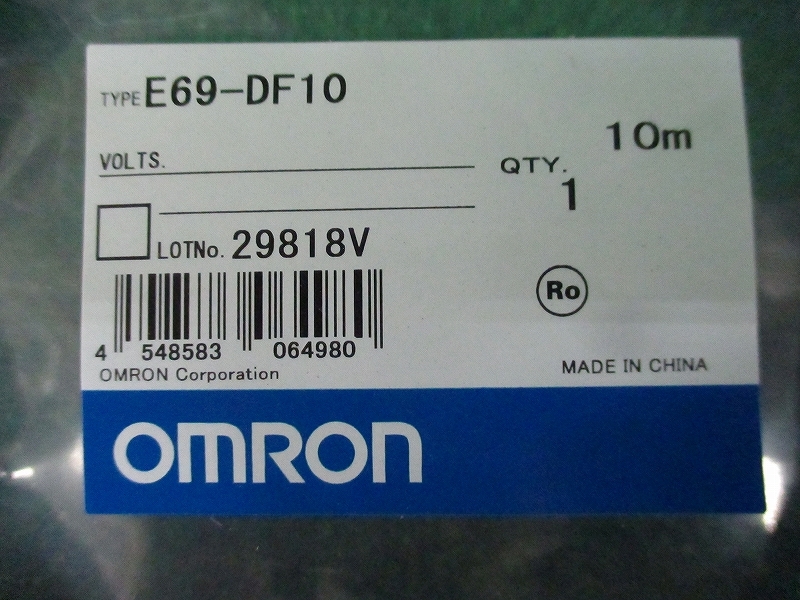 TYPE E69-DF10
10m
VOLTS.
QTY.
1
LOTNo. 29818V
Ro
4 548583 064980
OMRON Corporation
MADE IN CHINA
OMRON